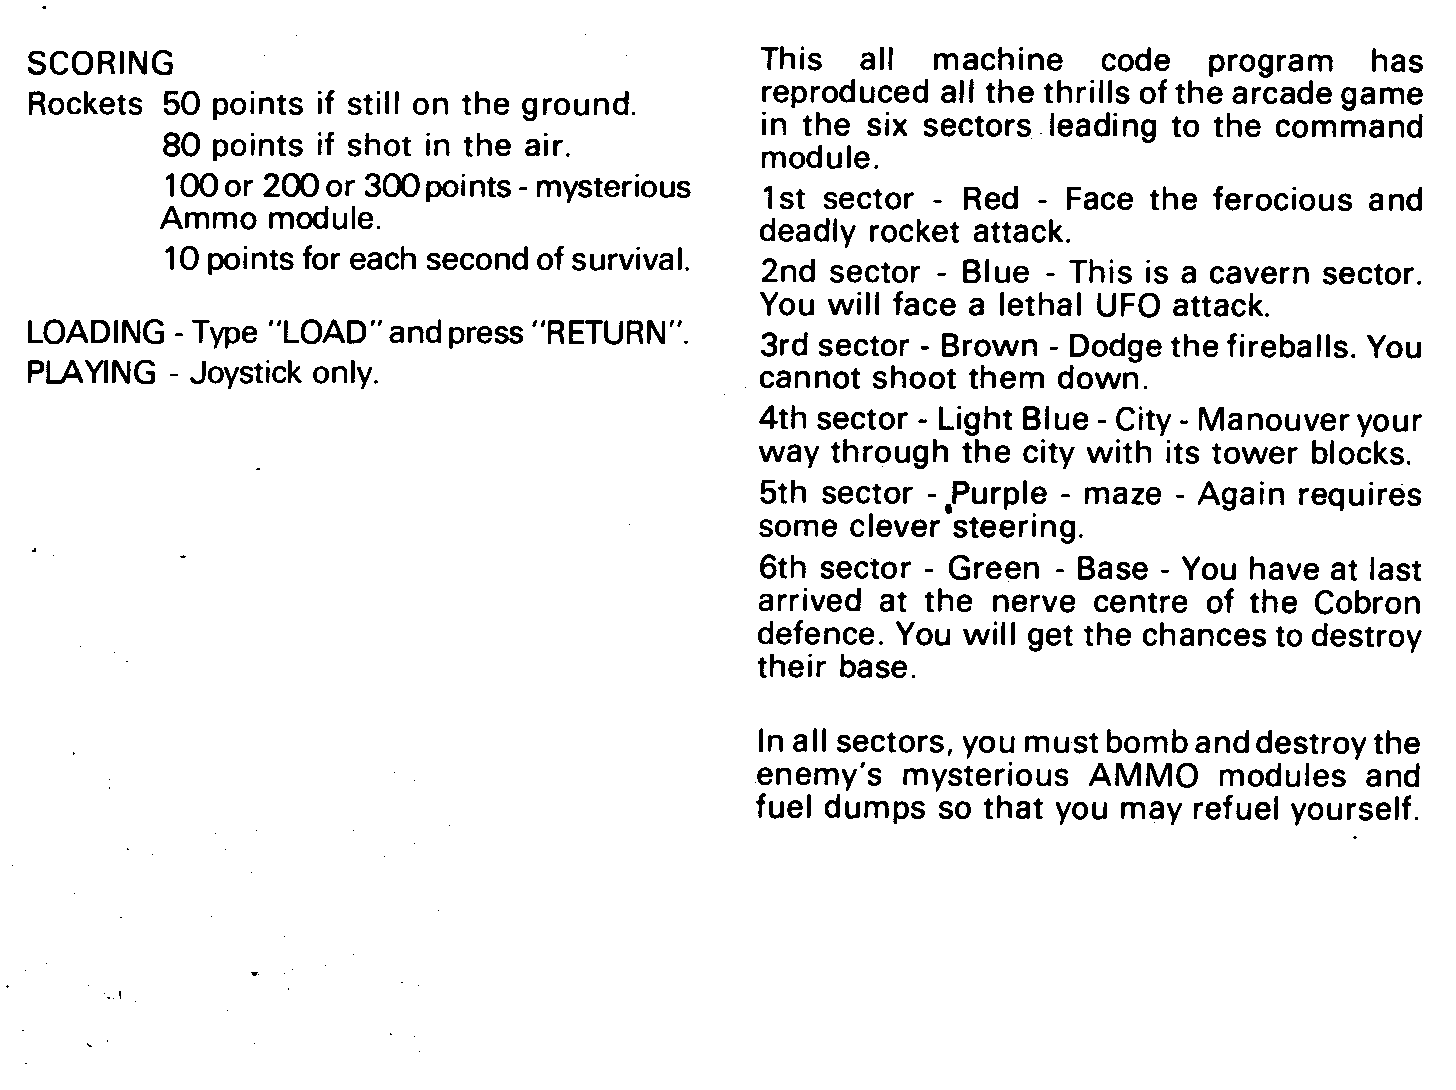 SCORING
Rockets 50 points if still on the ground.
80 points if shot in the air.
100 or 200 or 300 points - mysterious
Ammo module.
10 points for each second of survival.
LOADING - Type "LOAD" and press "RETURN".
PLAYING - Joystick only.
This all machine code program has
reproduced all the thrills of the arcade game
in the six sectors leading to the command
module.
1st sector - Red - Face the ferocious and
deadly rocket attack.
2nd sector - Blue - This is a cavern sector.
You will face a lethal UFO attack.
3rd sector - Brown - Dodge the fireballs. You
cannot shoot them down.
4th sector - Light Blue - City - Manouver your
way through the city with its tower blocks.
5th sector - Purple - maze - Again requires
some clever steering.
6th sector - Green - Base - You have at last
arrived at the nerve centre of the Cobron
defence. You will get the chances to destroy
their base.
In all sectors, you must bomb and destroy the
enemy's mysterious AMMO modules and
fuel dumps so that you may refuel yourself.